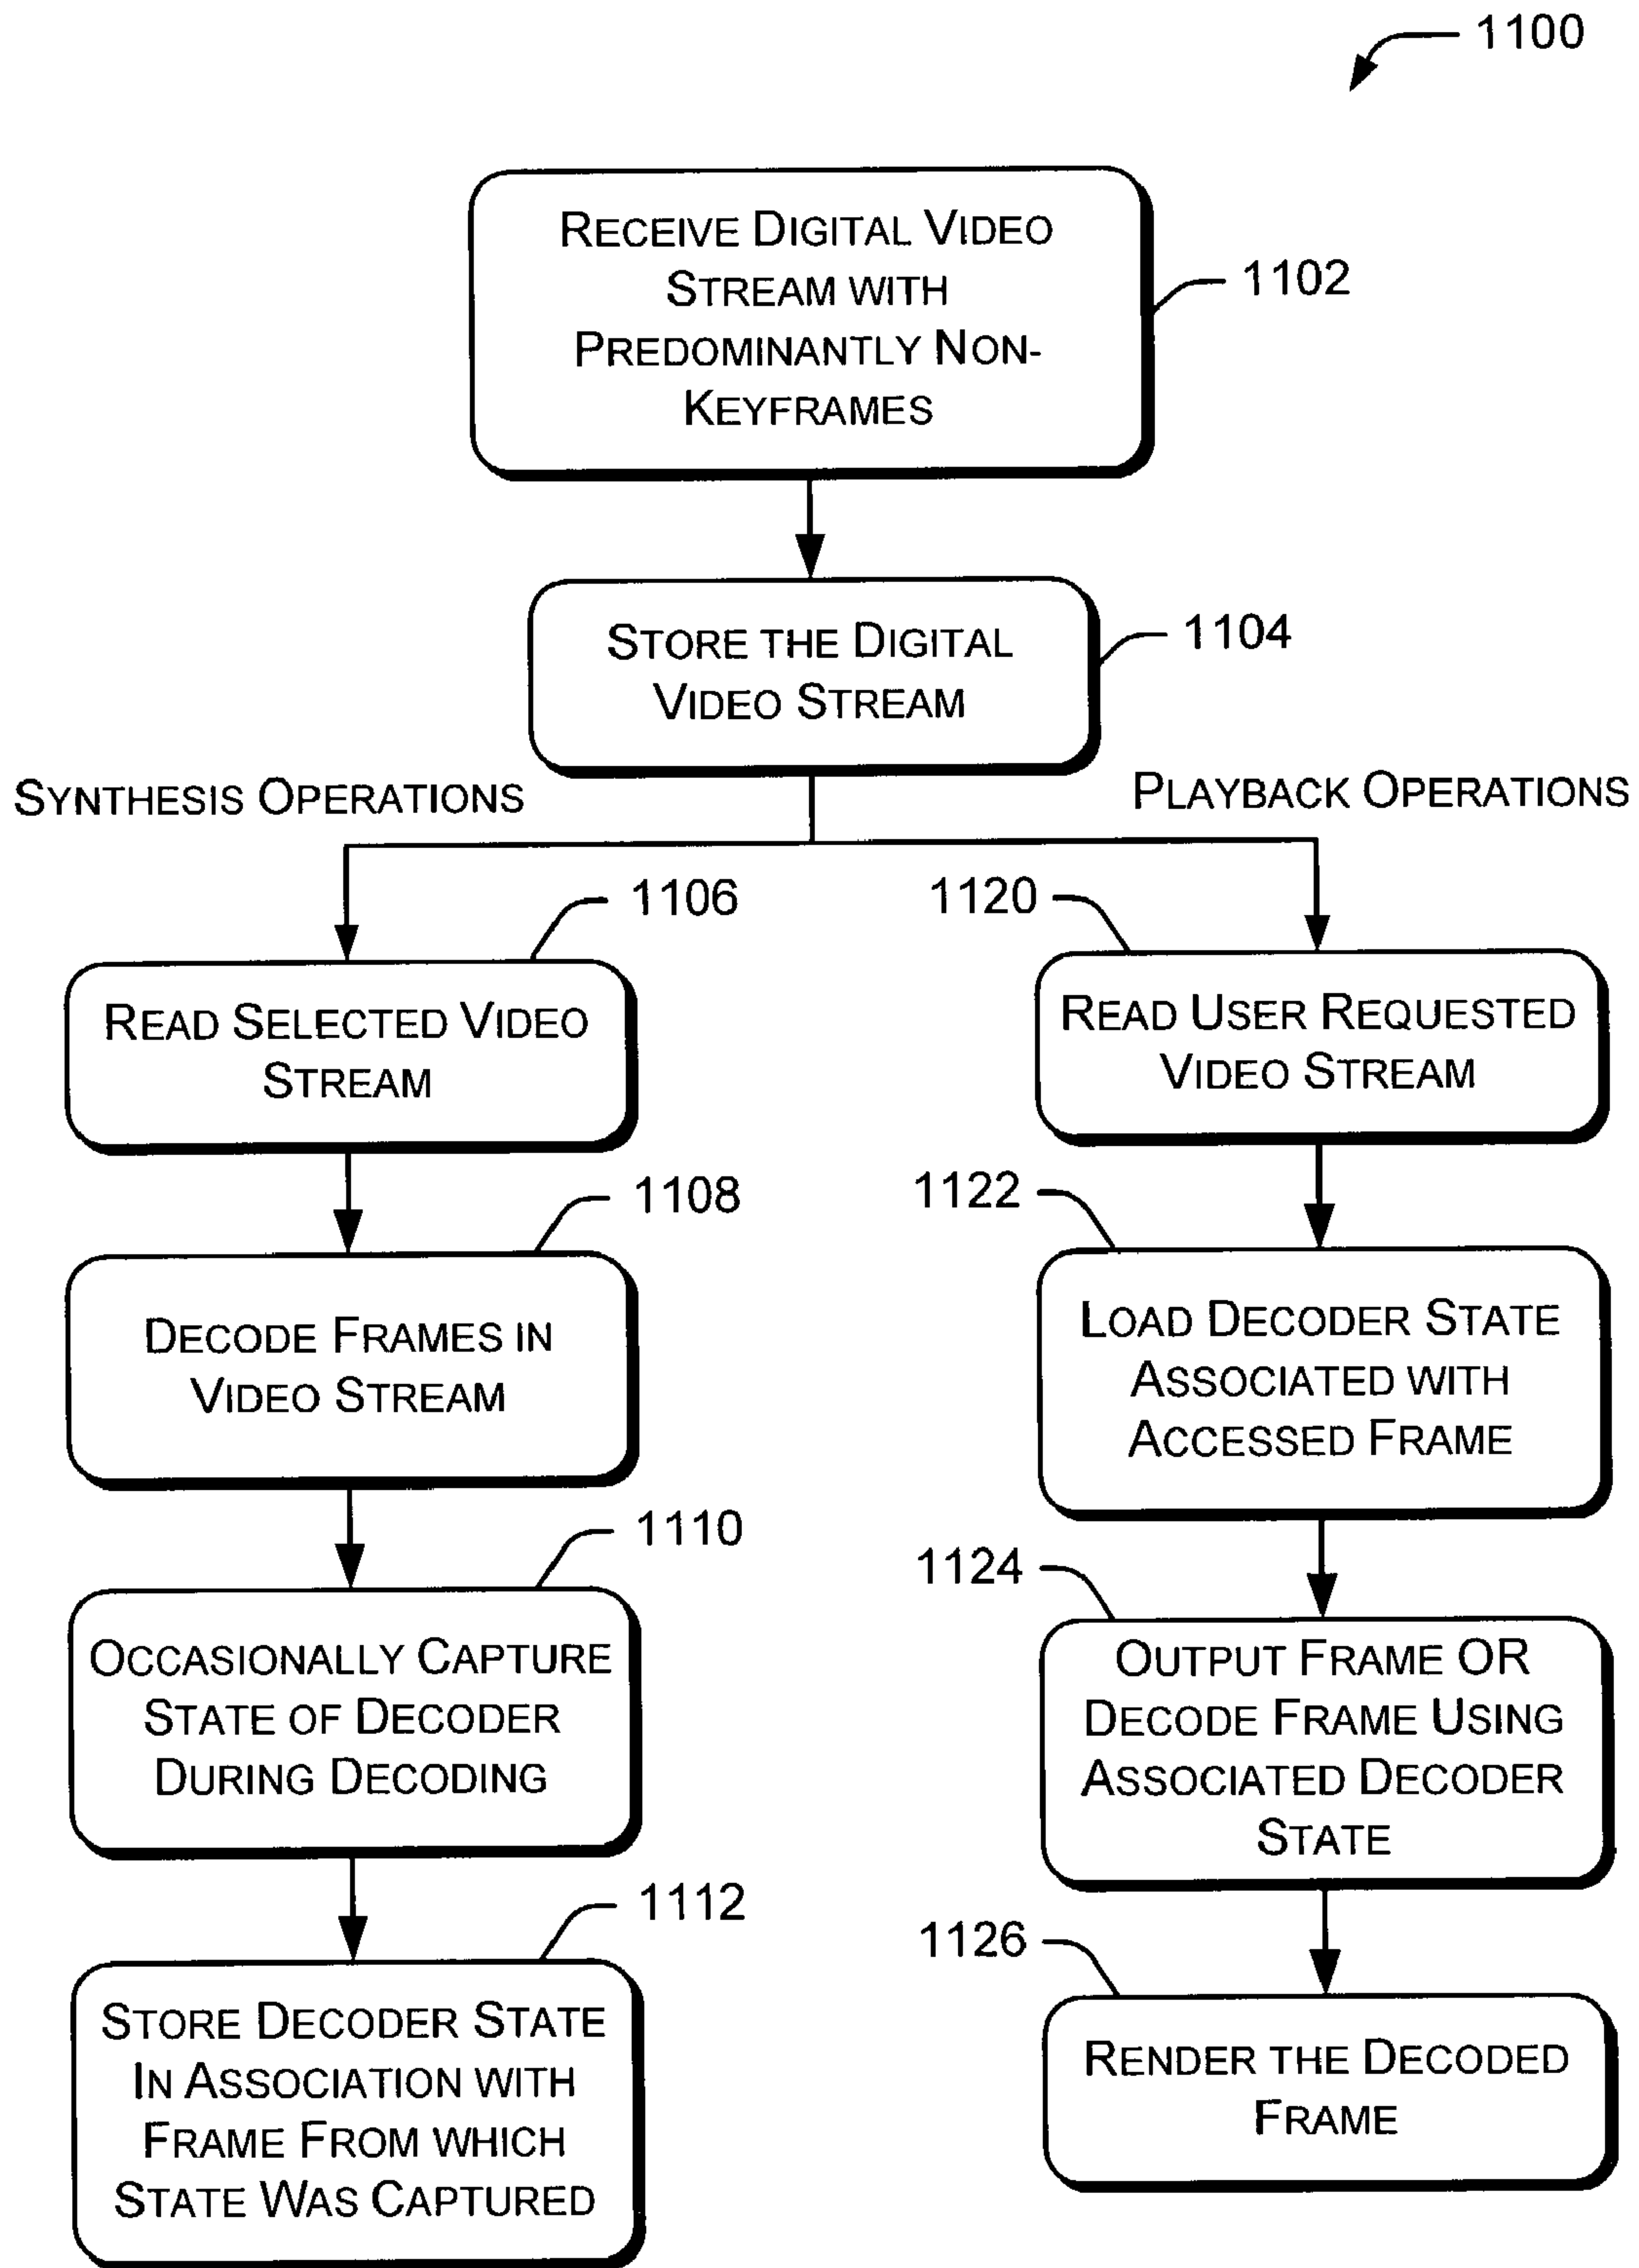 1100
RECEIVE DIGITAL VIDEO
STREAM WITH
PREDOMINANTLY NON-
KEYFRAMES
1102
STORE THE DIGITAL
VIDEO STREAM
1104
SYNTHESIS OPERATIONS
PLAYBACK OPERATIONS
1106
READ SELECTED VIDEO
STREAM
1108
DECODE FRAMES IN
VIDEO STREAM
1110
OCCASIONALLY CAPTURE
STATE OF DECODER
DURING DECODING
1112
STORE DECODER STATE
IN ASSOCIATION WITH
FRAME FROM WHICH
STATE WAS CAPTURED
1120
READ USER REQUESTED
VIDEO STREAM
1122
LOAD DECODER STATE
ASSOCIATED WITH
ACCESSED FRAME
1124
OUTPUT FRAME OR
DECODE FRAME USING
ASSOCIATED DECODER
STATE
1126
RENDER THE DECODED
FRAME